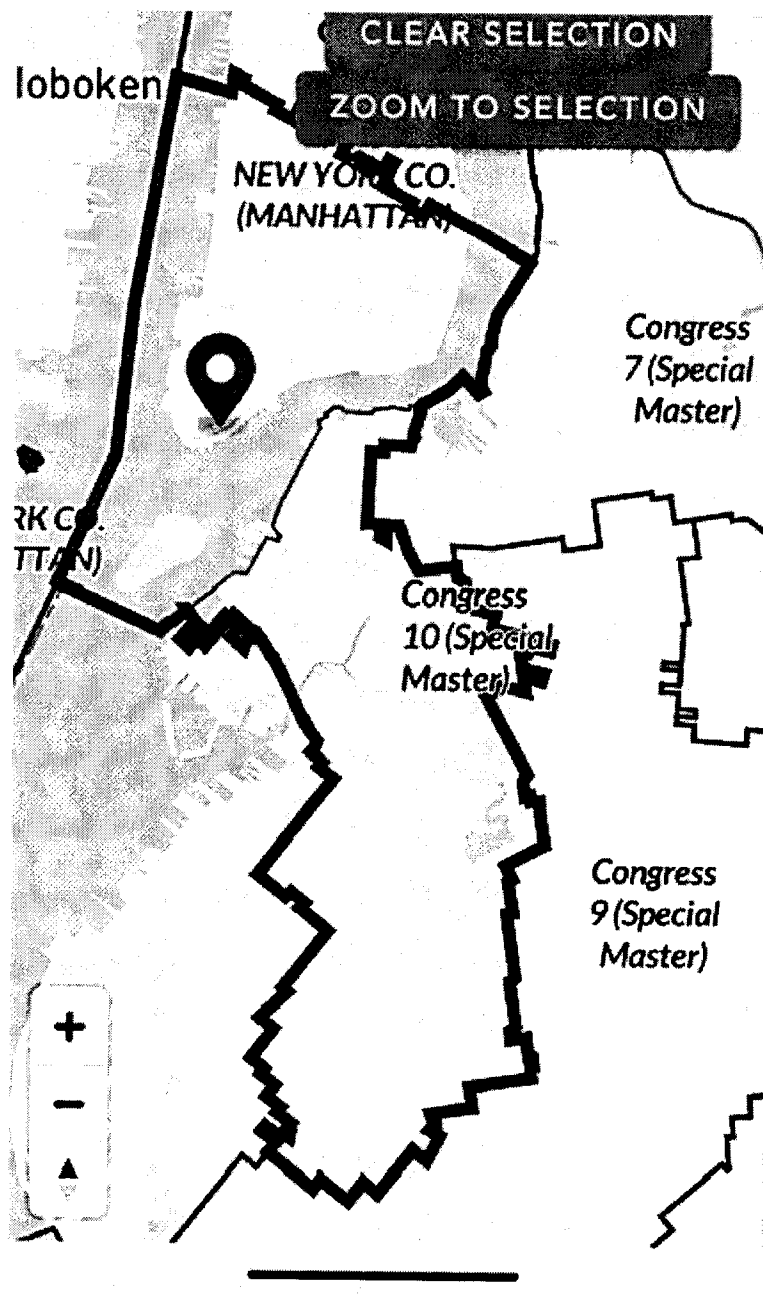 CLEAR SELECTION
loboken
ZOOM TO SELECTION
NEW YORK CO.
(MANHATTAN)
Congress
7 (Special
Master)
RK CO.
TTAN)
Congress
10 (Special
Master)
Congress
9 (Special
Master)
+
−